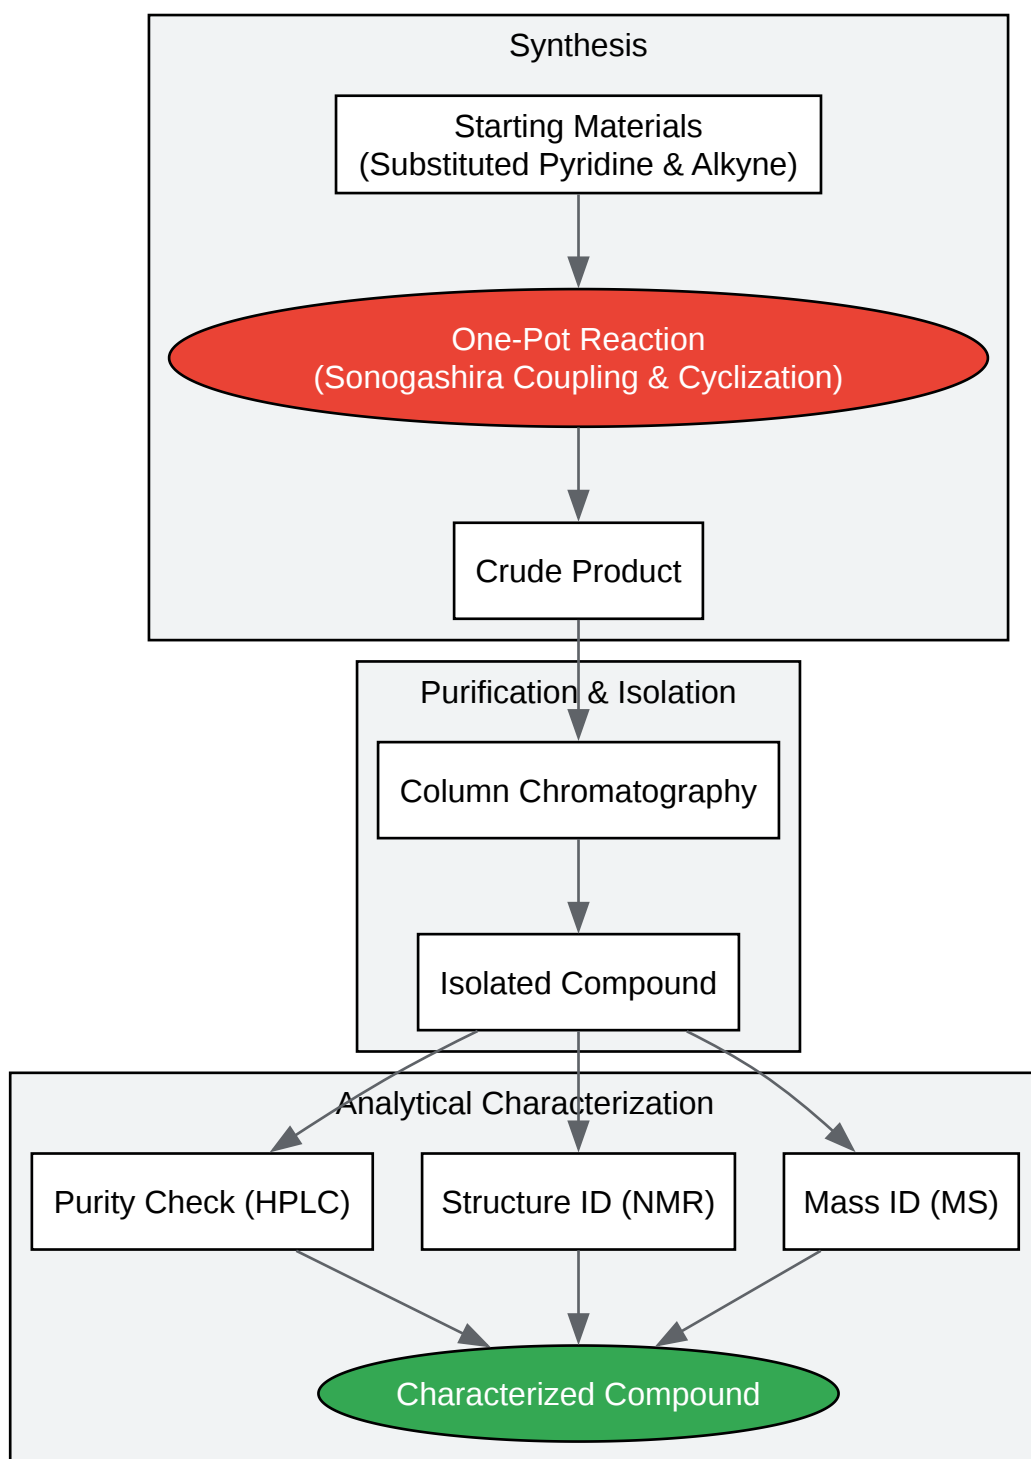 Synthesis
Starting Materials
(Substituted Pyridine & Alkyne)
One-Pot Reaction
(Sonogashira Coupling & Cyclization)
Crude Product
Purification & Isolation
Column Chromatography
Isolated Compound
Analytical Characterization
Purity Check (HPLC)
Structure ID (NMR)
Mass ID (MS)
Characterized Compound